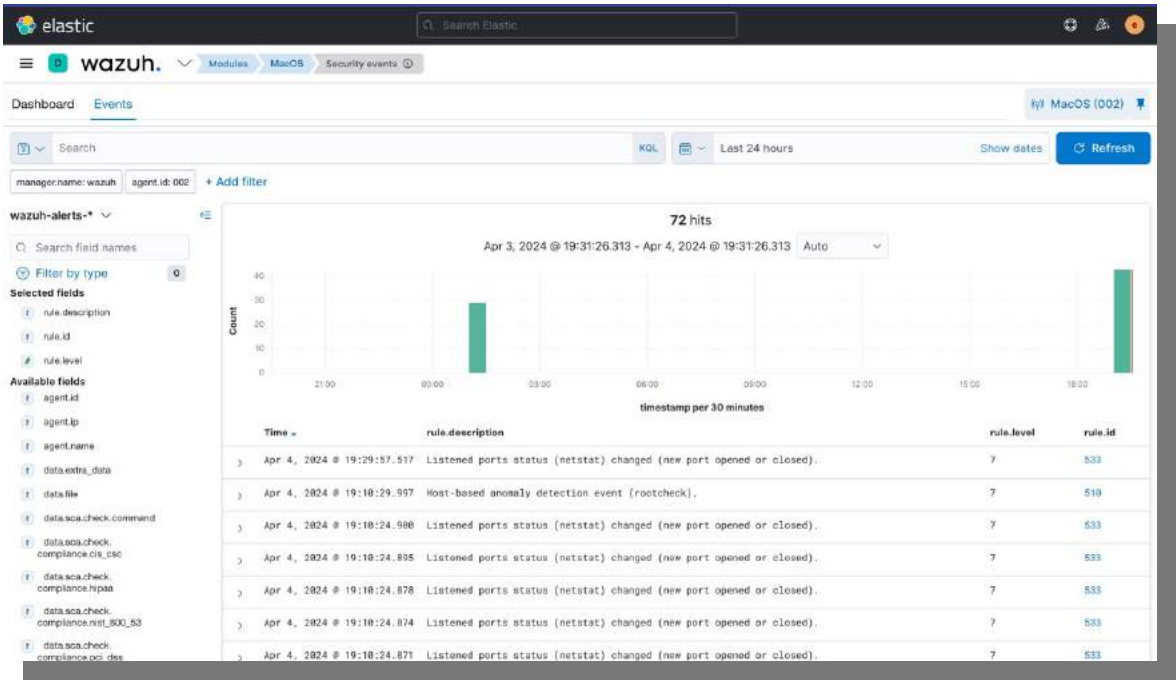 elastic
Search Elastic
e
D wazuh. Modules MacOS Security events
Dashboard Events MacOS (002)
Search KQL Last 24 hours Show dates Refresh
manager.name: wazuh agent.id: 002 + Add filter
wazuh-alerts-*
Search field names
Filter by type 0
Selected fields
t rule.description
t rule.id
# rule.level
Available fields
t agent.id
t agent.ip
t agent.name
t data.extra_data
t data.file
t data.sca.check.command
t data.sca.check.
compliance.cis_csc
t data.sca.check.
compliance.hipaa
t data.sca.check.
compliance.nist_800_53
t data.sca.check.
compliance.pci_dss
72 hits
Apr 3, 2024 @ 19:31:26.313 - Apr 4, 2024 @ 19:31:26.313 Auto
Count
40
30
20
10
0
21:00 00:00 03:00 06:00 09:00 12:00 15:00 18:00
timestamp per 30 minutes
Time rule.description rule.level rule.id
Apr 4, 2024 @ 19:29:57.517 Listened ports status (netstat) changed (new port opened or closed). 7 533
Apr 4, 2024 @ 19:10:29.997 Host-based anomaly detection event (rootcheck). 7 510
Apr 4, 2024 @ 19:10:24.900 Listened ports status (netstat) changed (new port opened or closed). 7 533
Apr 4, 2024 @ 19:10:24.895 Listened ports status (netstat) changed (new port opened or closed). 7 533
Apr 4, 2024 @ 19:10:24.878 Listened ports status (netstat) changed (new port opened or closed). 7 533
Apr 4, 2024 @ 19:10:24.874 Listened ports status (netstat) changed (new port opened or closed). 7 533
Apr 4, 2024 @ 19:10:24.871 Listened ports status (netstat) changed (new port opened or closed). 7 533